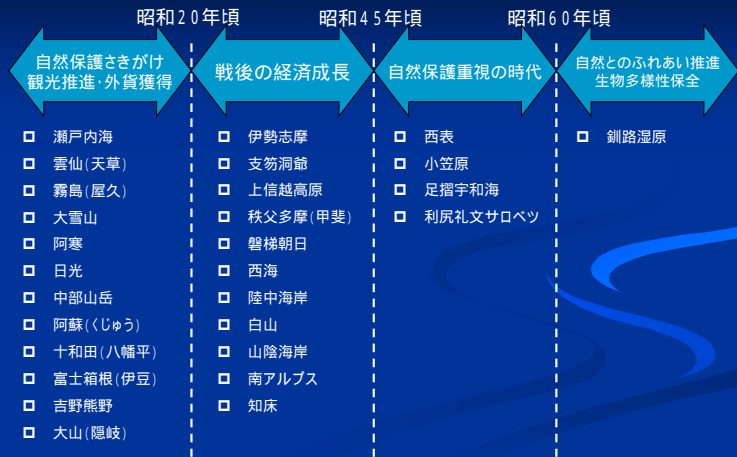 昭和20年頃
昭和45年頃
昭和60年頃
自然保護さきがけ
観光推進・外貨獲得
戦後の経済成長
自然保護重視の時代
自然とのふれあい推進
生物多様性保全
瀬戸内海
雲仙(天草)
霧島(屋久)
大雪山
阿寒
日光
中部山岳
阿蘇(くじゅう)
十和田(八幡平)
富士箱根(伊豆)
吉野熊野
大山(隠岐)
伊勢志摩
支笏洞爺
上信越高原
秩父多摩(甲斐)
磐梯朝日
西海
陸中海岸
白山
山陰海岸
南アルプス
知床
西表
小笠原
足摺宇和海
利尻礼文サロベツ
釧路湿原